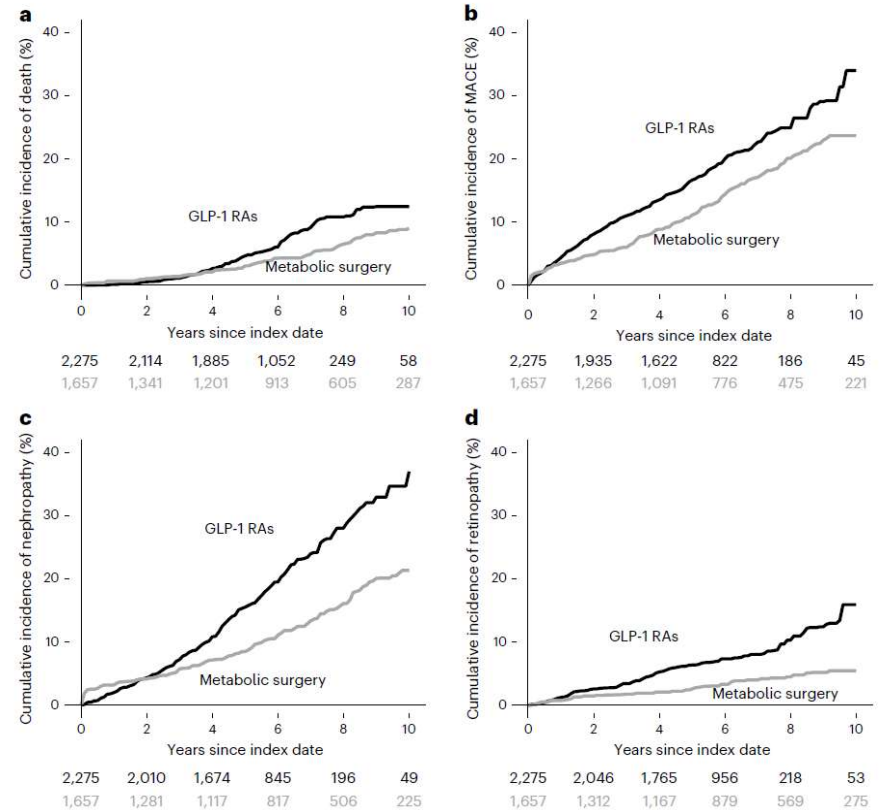 a
Cumulative incidence of death (%)
40
30
20
10
0
GLP-1 RAs
Metabolic surgery
0 2 4 6 8 10
Years since index date
2,275 2,114 1,885 1,052 249 58
1,657 1,341 1,201 913 605 287
b
Cumulative incidence of MACE (%)
40
30
20
10
0
GLP-1 RAs
Metabolic surgery
0 2 4 6 8 10
Years since index date
2,275 1,935 1,622 822 186 45
1,657 1,266 1,091 776 475 221
c
Cumulative incidence of nephropathy (%)
40
30
20
10
0
GLP-1 RAs
Metabolic surgery
0 2 4 6 8 10
Years since index date
2,275 2,010 1,674 845 196 49
1,657 1,281 1,117 817 506 225
d
Cumulative incidence of retinopathy (%)
40
30
20
10
0
GLP-1 RAs
Metabolic surgery
0 2 4 6 8 10
Years since index date
2,275 2,046 1,765 956 218 53
1,657 1,312 1,167 879 569 275